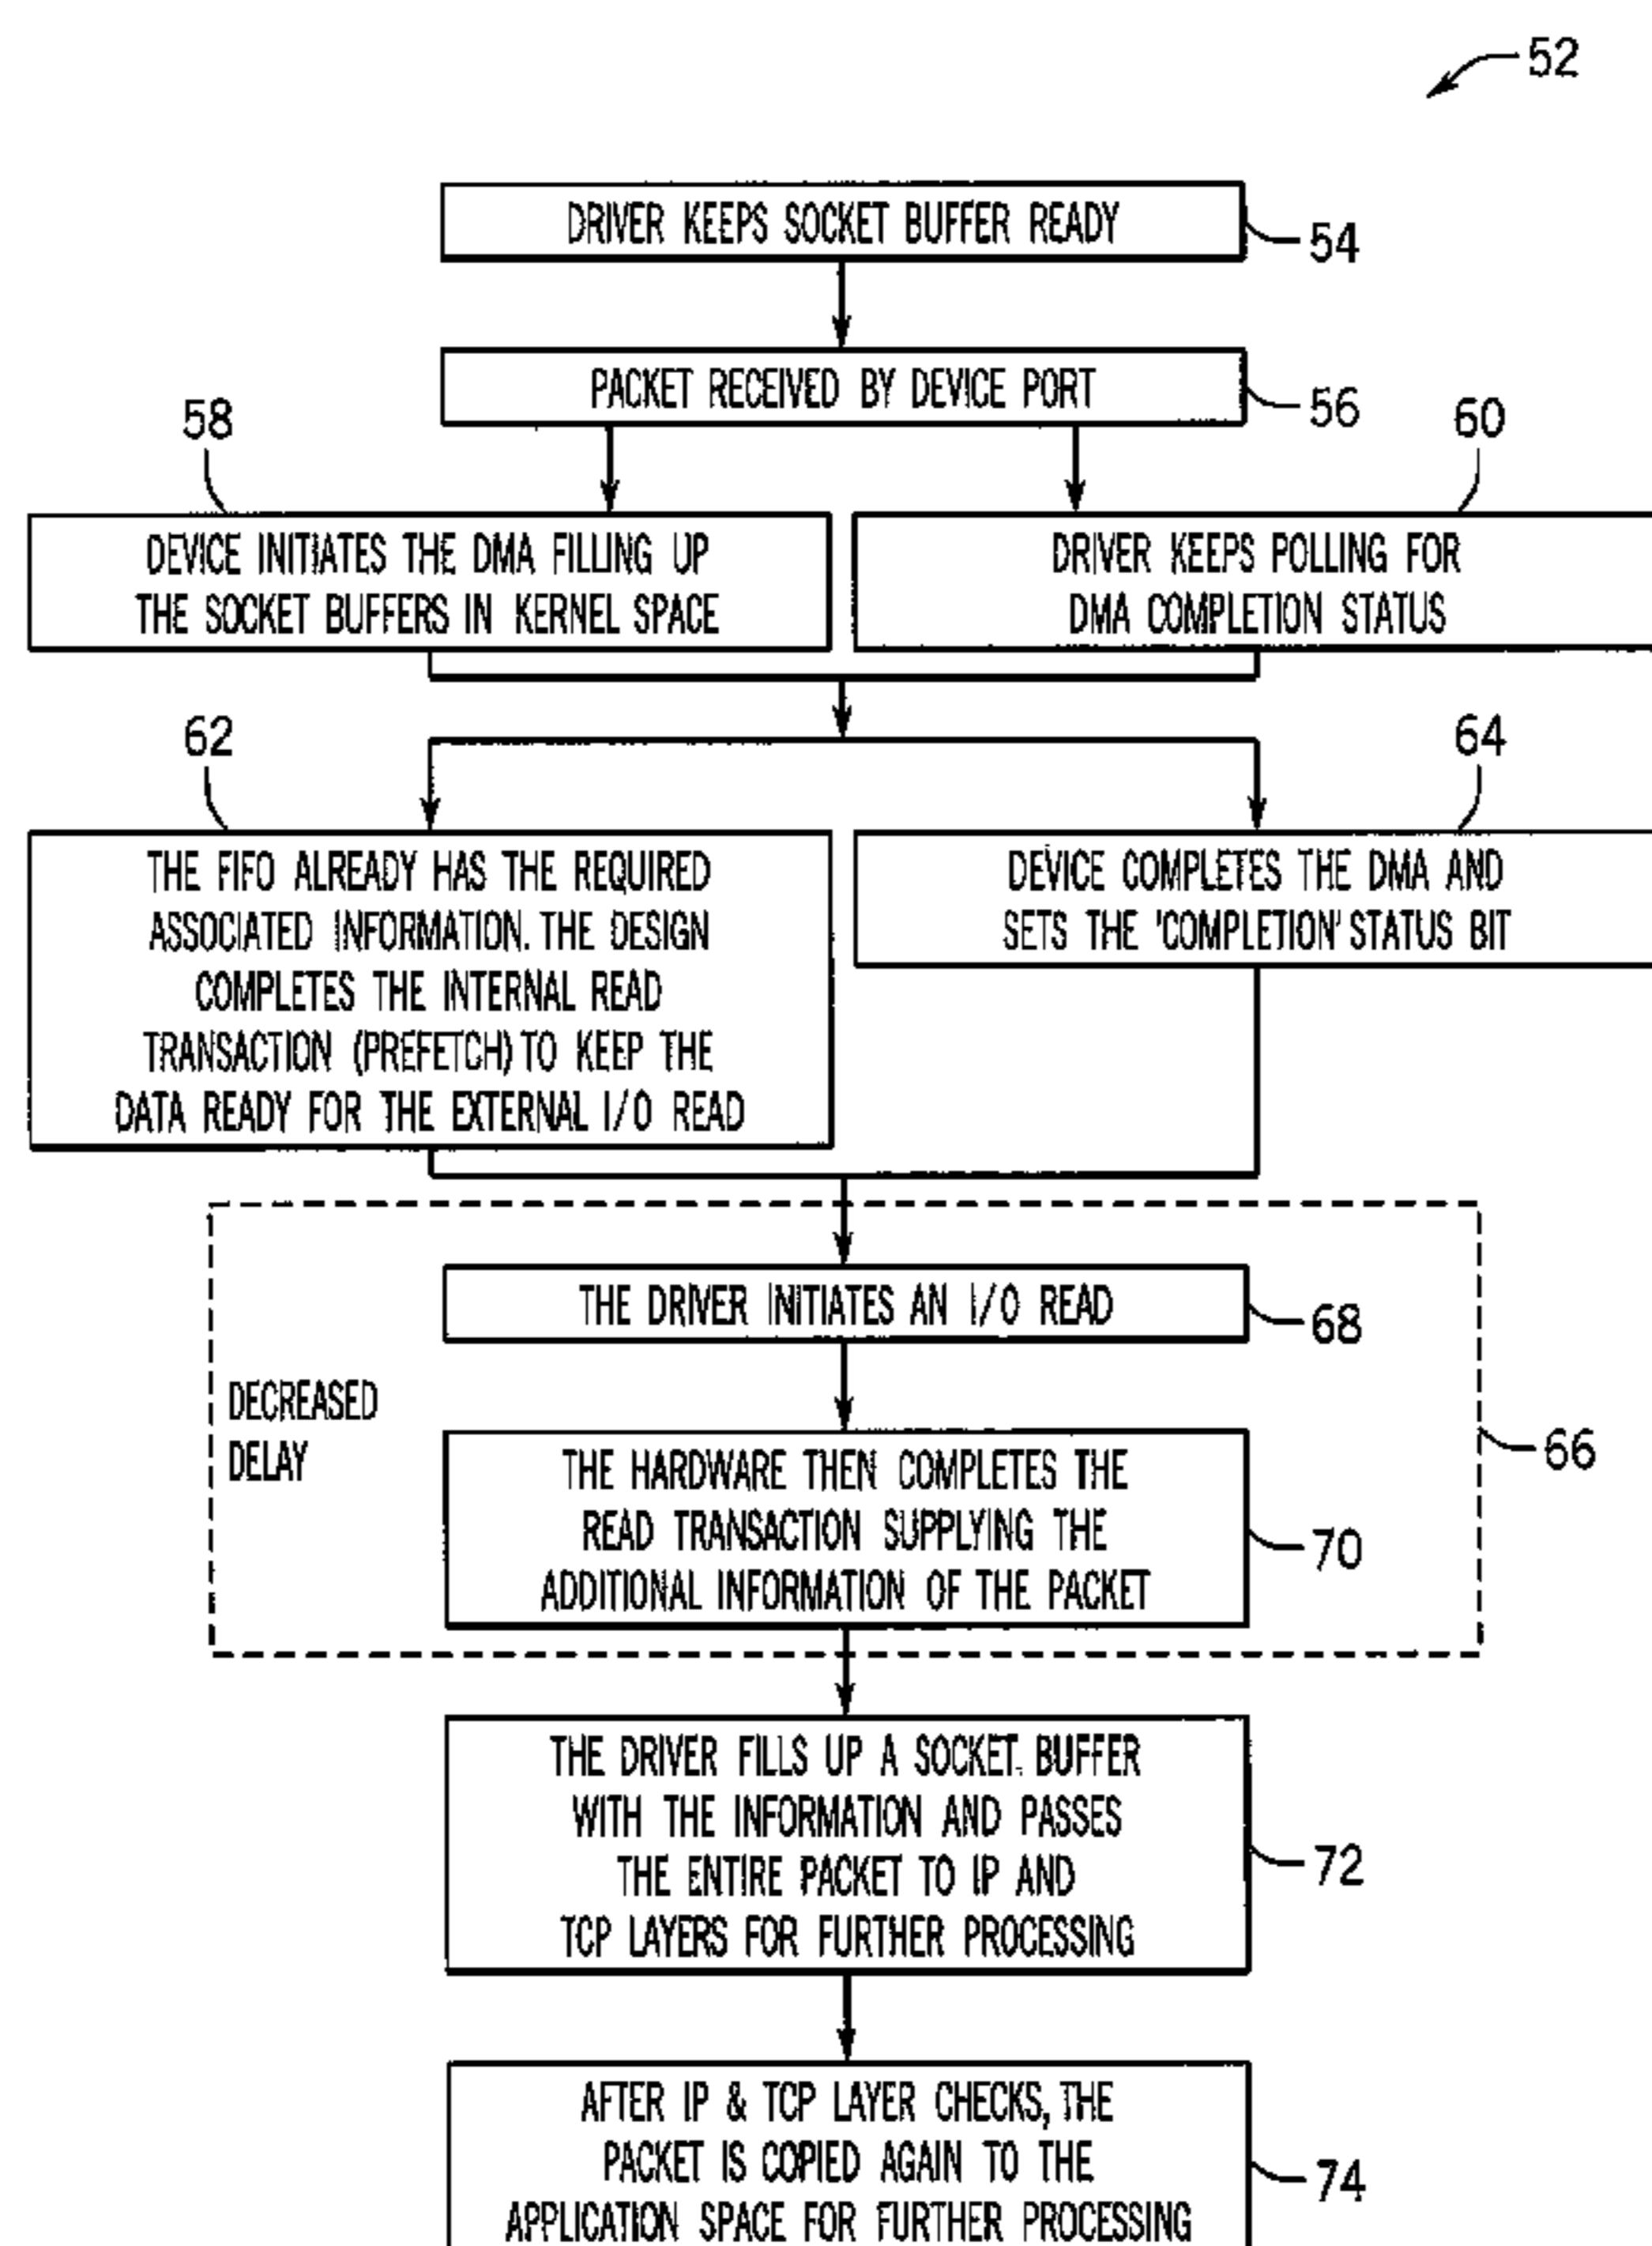 52
DRIVER KEEPS SOCKET BUFFER READY
54
PACKET RECEIVED BY DEVICE PORT
56
58
60
DEVICE INITIATES THE DMA FILLING UP
THE SOCKET BUFFERS IN KERNEL SPACE
DRIVER KEEPS POLLING FOR
DMA COMPLETION STATUS
62
64
THE FIFO ALREADY HAS THE REQUIRED
ASSOCIATED INFORMATION. THE DESIGN
COMPLETES THE INTERNAL READ
TRANSACTION (PREFETCH) TO KEEP THE
DATA READY FOR THE EXTERNAL I/O READ
DEVICE COMPLETES THE DMA AND
SETS THE 'COMPLETION' STATUS BIT
THE DRIVER INITIATES AN I/O READ
68
DECREASED
DELAY
66
THE HARDWARE THEN COMPLETES THE
READ TRANSACTION SUPPLYING THE
ADDITIONAL INFORMATION OF THE PACKET
70
THE DRIVER FILLS UP A SOCKET BUFFER
WITH THE INFORMATION AND PASSES
THE ENTIRE PACKET TO IP AND
TCP LAYERS FOR FURTHER PROCESSING
72
AFTER IP & TCP LAYER CHECKS, THE
PACKET IS COPIED AGAIN TO THE
APPLICATION SPACE FOR FURTHER PROCESSING
74